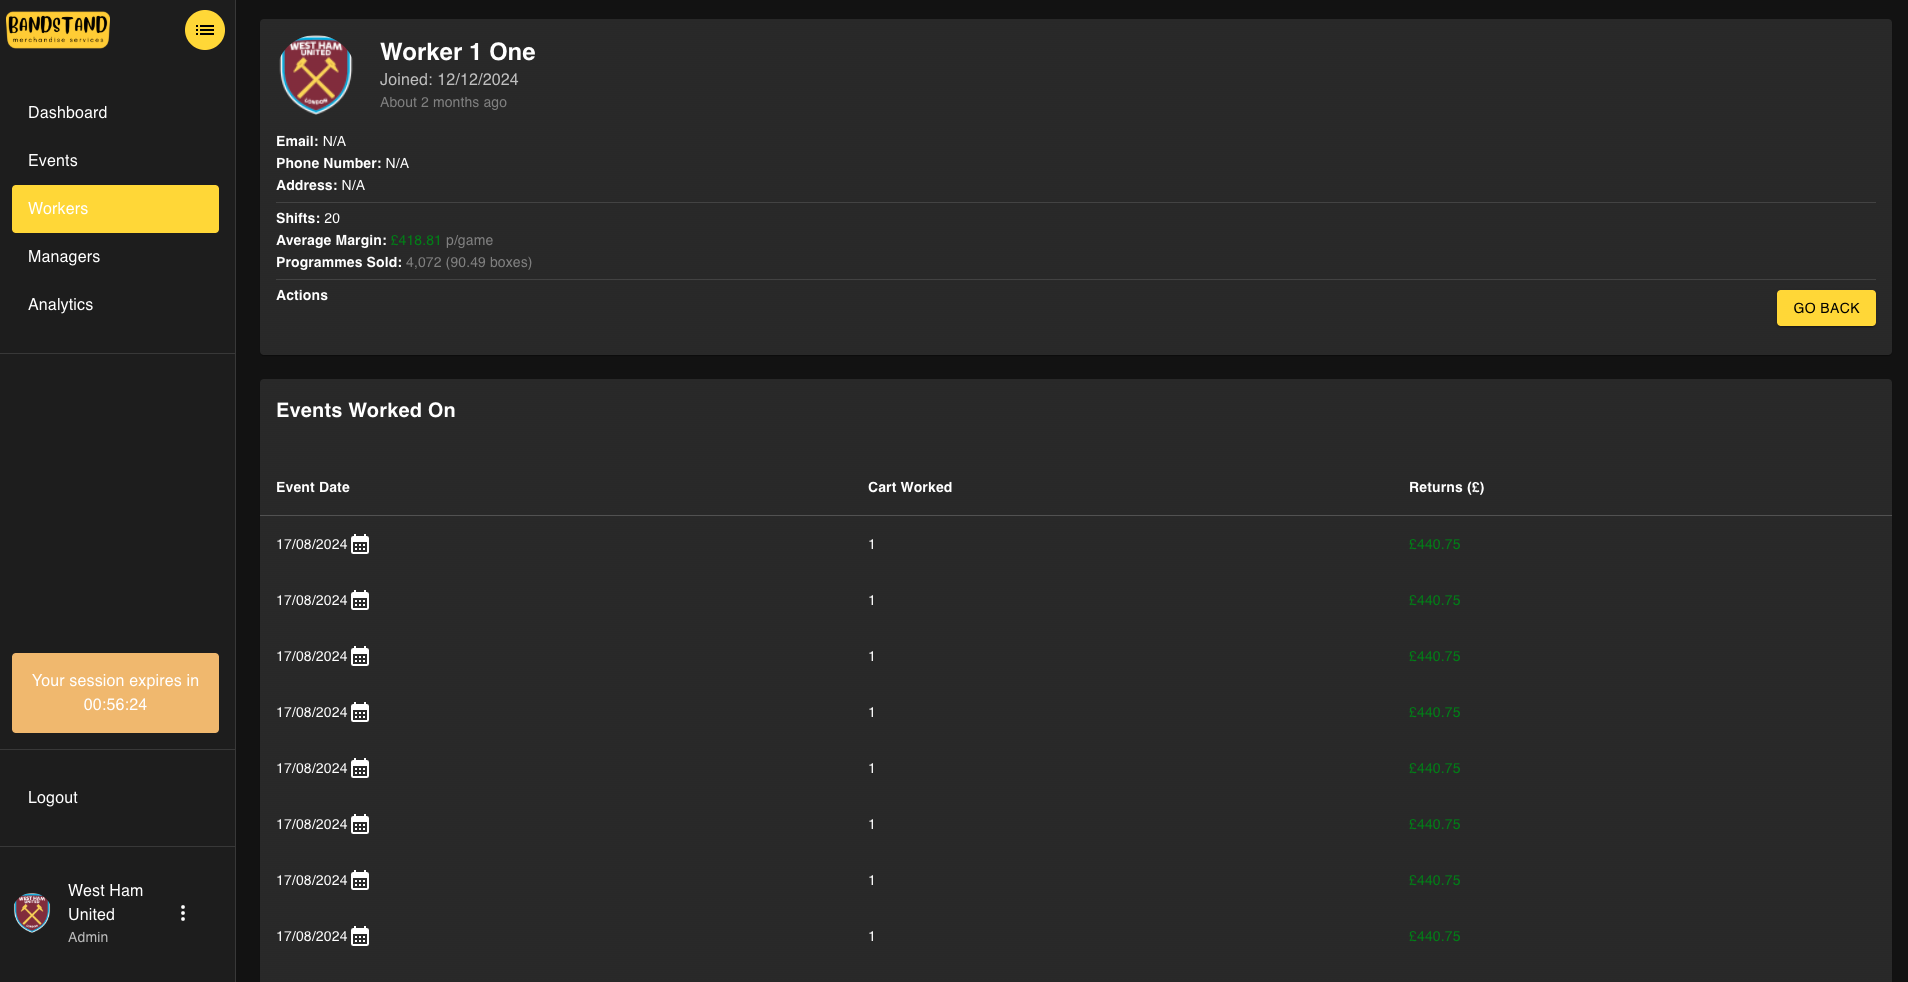 BANDSTAND
merchandise services
Dashboard
Events
Workers
Managers
Analytics
Your session expires in
00:56:24
Logout
WEST HAM
UNITED
LONDON
West Ham
United
Admin
WEST HAM
UNITED
LONDON
Worker 1 One
Joined: 12/12/2024
About 2 months ago
Email: N/A
Phone Number: N/A
Address: N/A
Shifts: 20
Average Margin: £418.81 p/game
Programmes Sold: 4,072 (90.49 boxes)
Actions
GO BACK
Events Worked On
Event Date Cart Worked Returns (£)
17/08/2024 1 £440.75
17/08/2024 1 £440.75
17/08/2024 1 £440.75
17/08/2024 1 £440.75
17/08/2024 1 £440.75
17/08/2024 1 £440.75
17/08/2024 1 £440.75
17/08/2024 1 £440.75